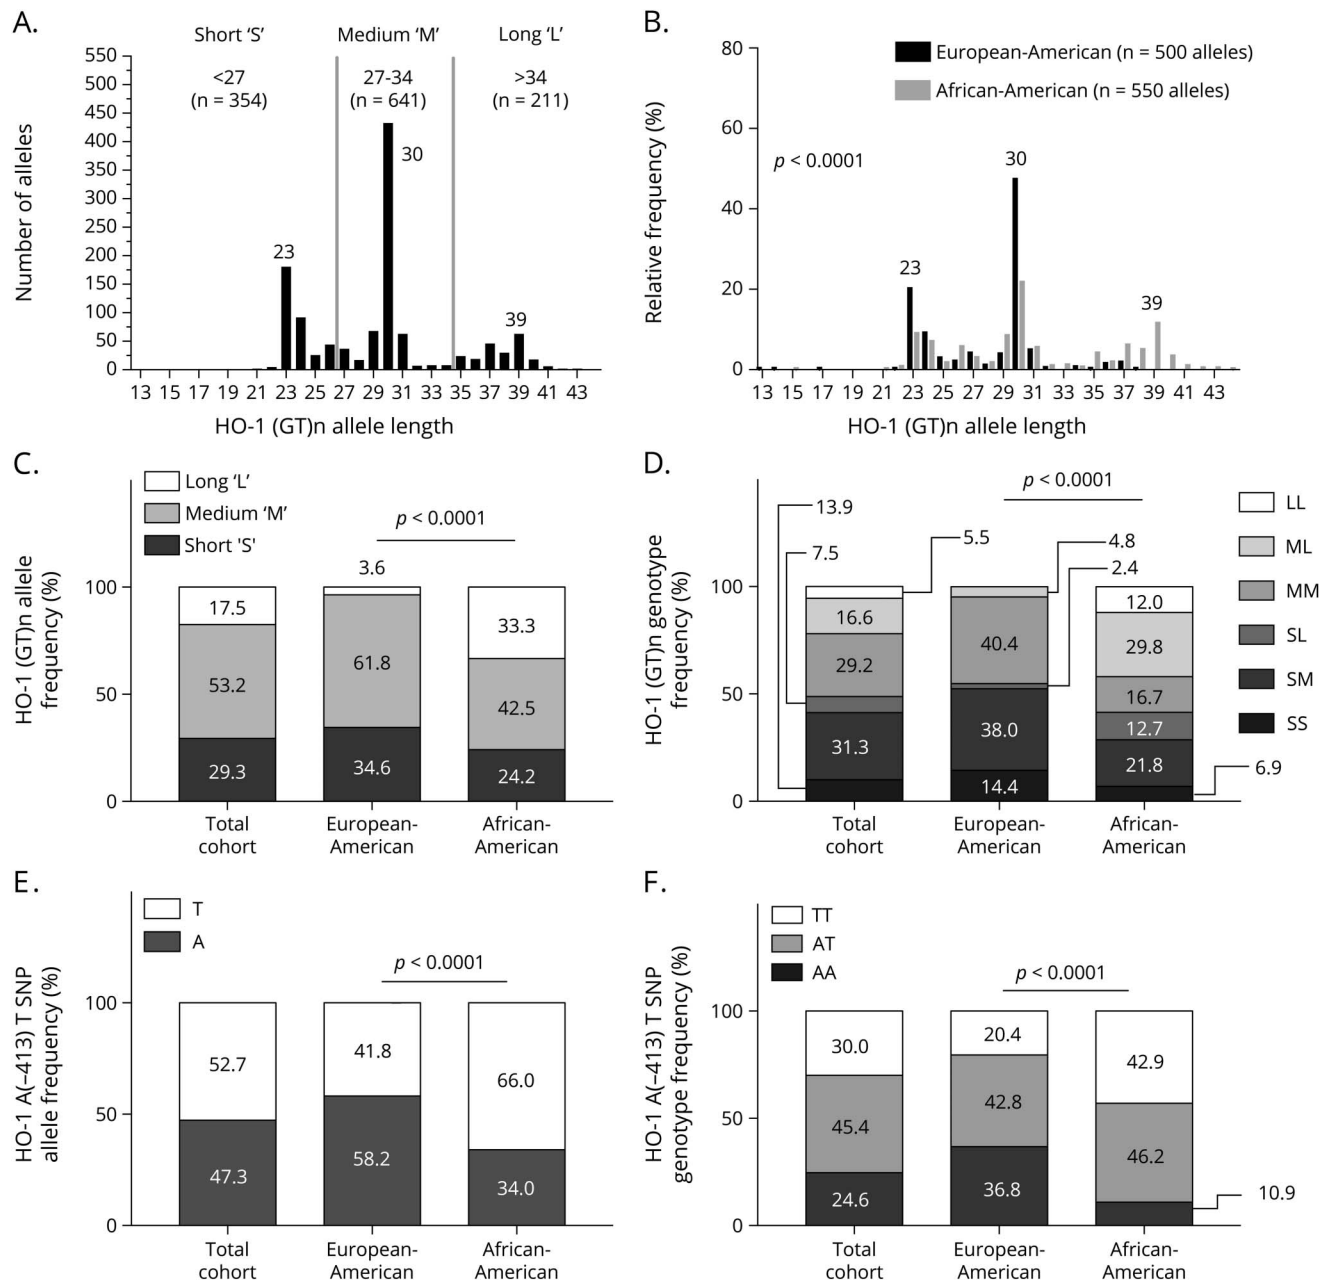 A.
Short ‘S’
Medium ‘M’
Long ‘L’
<27
(n = 354)
27-34
(n = 641)
>34
(n = 211)
Number of alleles
550
500
450
400
350
300
250
200
150
100
50
0
23
30
39
13 15 17 19 21 23 25 27 29 31 33 35 37 39 41 43
HO-1 (GT)n allele length
B.
European-American (n = 500 alleles)
African-American (n = 550 alleles)
p < 0.0001
Relative frequency (%)
80
60
40
20
0
23
30
39
13 15 17 19 21 23 25 27 29 31 33 35 37 39 41 43
HO-1 (GT)n allele length
C.
Long ‘L’
Medium ‘M’
Short 'S'
p < 0.0001
HO-1 (GT)n allele
frequency (%)
100
50
0
17.5
53.2
29.3
3.6
61.8
34.6
33.3
42.5
24.2
Total
cohort
European-
American
African-
American
D.
p < 0.0001
HO-1 (GT)n genotype
frequency (%)
100
50
0
13.9
7.5
5.5
4.8
2.4
16.6
29.2
31.3
40.4
38.0
14.4
12.0
29.8
16.7
12.7
21.8
6.9
LL
ML
MM
SL
SM
SS
Total
cohort
European-
American
African-
American
E.
T
A
p < 0.0001
HO-1 A(−413) T SNP
allele frequency (%)
100
50
0
52.7
47.3
41.8
58.2
66.0
34.0
Total
cohort
European-
American
African-
American
F.
TT
AT
AA
p < 0.0001
HO-1 A(−413) T SNP
genotype frequency (%)
100
50
0
30.0
45.4
24.6
20.4
42.8
36.8
42.9
46.2
10.9
Total
cohort
European-
American
African-
American